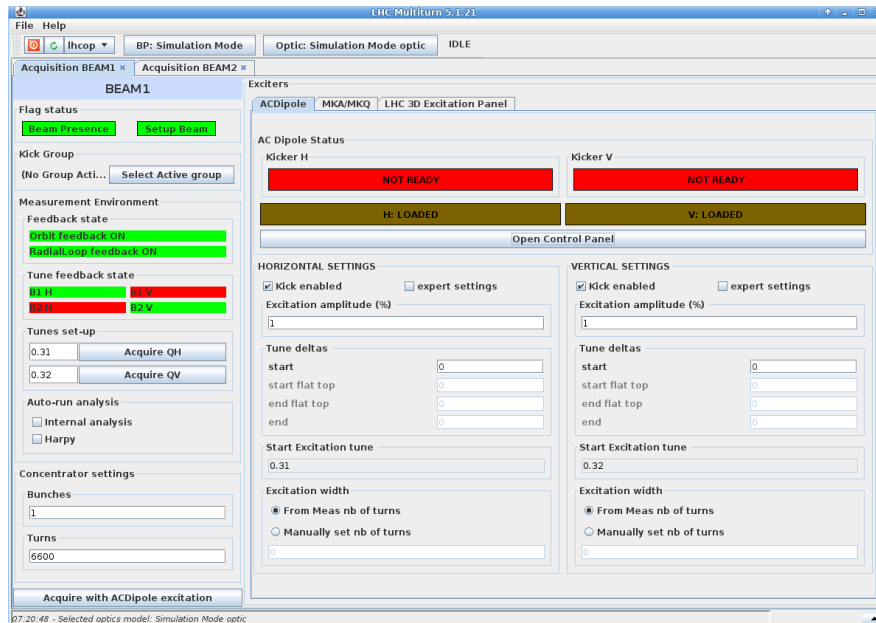 LHC Multiturn 5.1.21
File Help
lhcop BP: Simulation Mode Optic: Simulation Mode optic IDLE
Acquisition BEAM1 × Acquisition BEAM2 ×
BEAM1
Flag status
Beam Presence Setup Beam
Kick Group
(No Group Acti... Select Active group
Measurement Environment
Feedback state
Orbit feedback ON
RadialLoop feedback ON
Tune feedback state
B1 H B1 V
B2 H B2 V
Tunes set-up
0.31 Acquire QH
0.32 Acquire QV
Auto-run analysis
Internal analysis
Harpy
Concentrator settings
Bunches
1
Turns
6600
Acquire with ACDipole excitation
Exciters
ACDipole MKA/MKQ LHC 3D Excitation Panel
AC Dipole Status
Kicker H Kicker V
NOT READY NOT READY
H: LOADED V: LOADED
Open Control Panel
HORIZONTAL SETTINGS
Kick enabled expert settings
Excitation amplitude (%)
1
Tune deltas
start 0
start flat top 0
end flat top 0
end 0
Start Excitation tune
0.31
Excitation width
From Meas nb of turns
Manually set nb of turns
0
VERTICAL SETTINGS
Kick enabled expert settings
Excitation amplitude (%)
1
Tune deltas
start 0
start flat top 0
end flat top 0
end 0
Start Excitation tune
0.32
Excitation width
From Meas nb of turns
Manually set nb of turns
0
07:20:48 - Selected optics model: Simulation Mode optic